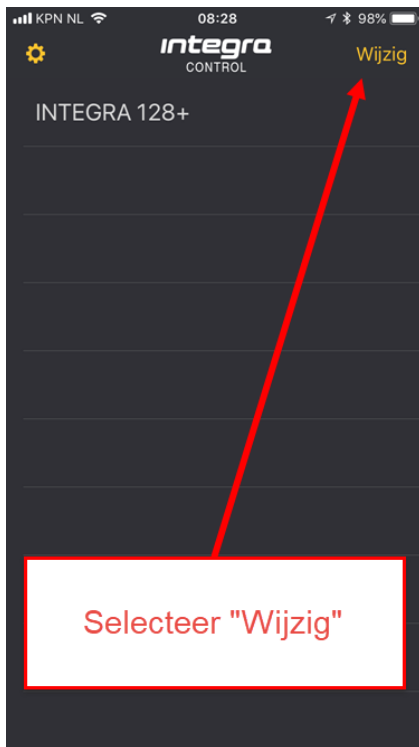 KPN NL 08:28 98%
integra
CONTROL
Wijzig
INTEGRA 128+
Selecteer "Wijzig"